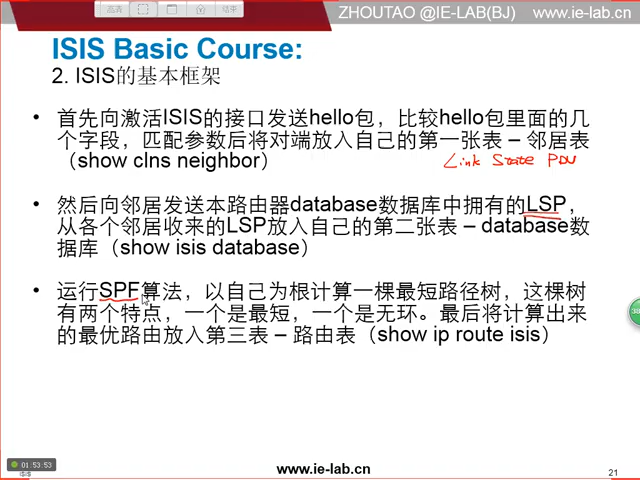 高清
结束
ZHOUTAO @IE-LAB(BJ) www.ie-lab.cn
ISIS Basic Course:
2. ISIS的基本框架
• 首先向激活ISIS的接口发送hello包，比较hello包里面的几
个字段，匹配参数后将对端放入自己的第一张表 – 邻居表
（show clns neighbor）
Link State PDU
• 然后向邻居发送本路由器database数据库中拥有的LSP，
从各个邻居收来的LSP放入自己的第二张表 – database数
据库（show isis database）
• 运行SPF算法，以自己为根计算一棵最短路径树，这棵树
有两个特点，一个是最短，一个是无环。最后将计算出来
的最优路由放入第三表 – 路由表（show ip route isis）
38
01:53:53
www.ie-lab.cn
21